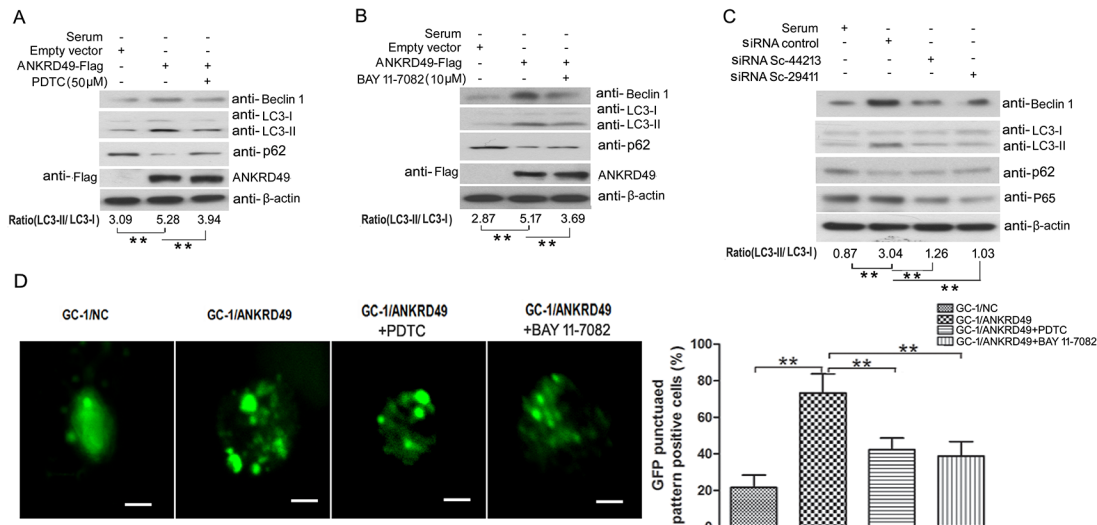 A
Serum - - -
Empty vector + - -
ANKRD49-Flag - + +
PDTC (50μM) - - +
anti-Beclin 1
anti-LC3-I
anti-LC3-II
anti-p62
anti-Flag ANKRD49
anti-β-actin
Ratio(LC3-II/ LC3-I) 3.09 5.28 3.94
** **
B
Serum - - -
Empty vector + - -
ANKRD49-Flag - + +
BAY 11-7082 (10μM) - - +
anti-Beclin 1
anti-LC3-I
anti-LC3-II
anti-p62
anti-Flag ANKRD49
anti-β-actin
Ratio(LC3-II/ LC3-I) 2.87 5.17 3.69
** **
C
Serum + - - -
siRNA control - + - -
siRNA Sc-44213 - - + -
siRNA Sc-29411 - - - +
anti-Beclin 1
anti-LC3-I
anti-LC3-II
anti-p62
anti-P65
anti-β-actin
Ratio(LC3-II/ LC3-I) 0.87 3.04 1.26 1.03
** **
**
D
GC-1/NC
GC-1/ANKRD49
GC-1/ANKRD49
+PDTC
GC-1/ANKRD49
+BAY 11-7082
GC-1/NC
GC-1/ANKRD49
GC-1/ANKRD49+PDTC
GC-1/ANKRD49+BAY 11-7082
GFP punctuaed
pattern positive cells (%)
100
80
60
40
20
0
** ** **